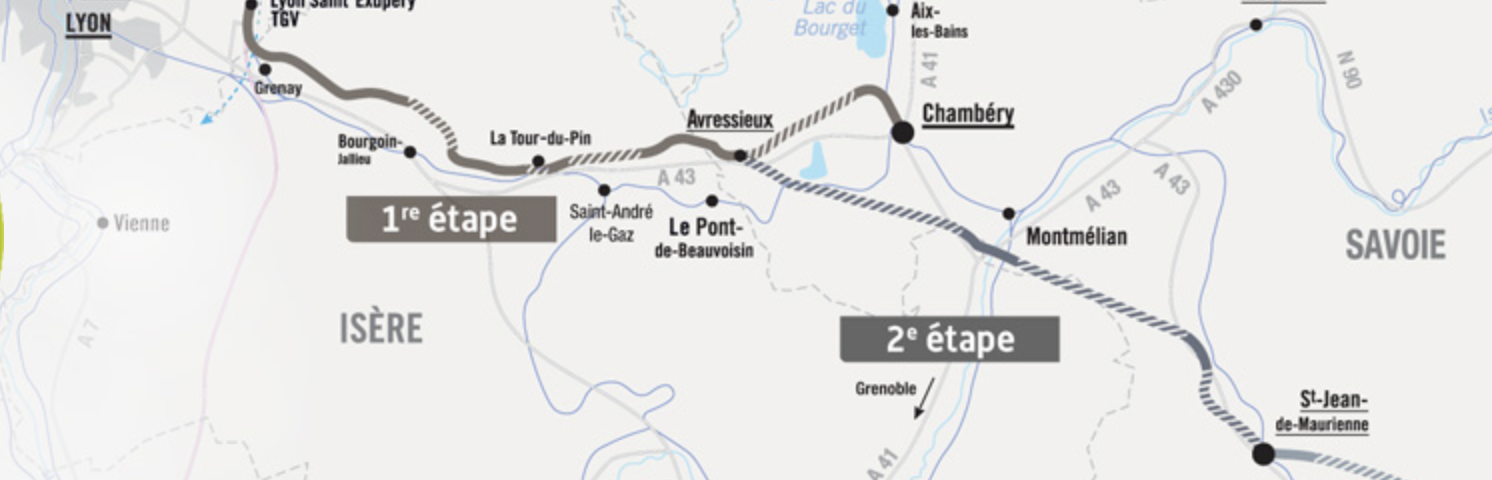 Lyon Saint Exupéry
TGV
LYON
Grenay
Bourgoin-
Jallieu
La Tour-du-Pin
Avressieux
Lac du
Bourget
Aix-
les-Bains
A 41
Chambéry
A 430
N 90
A 43
A 43
A 43
1re étape
Saint-André
le-Gaz
Le Pont-
de-Beauvoisin
Vienne
Montmélian
SAVOIE
A 7
ISÈRE
2e étape
Grenoble
St-Jean-
de-Maurienne
A 41